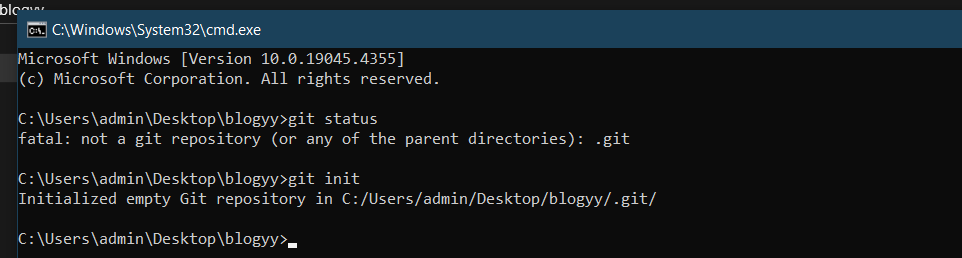 blogyy
C:\Windows\System32\cmd.exe
Microsoft Windows [Version 10.0.19045.4355]
(c) Microsoft Corporation. All rights reserved.
C:\Users\admin\Desktop\blogyy>git status
fatal: not a git repository (or any of the parent directories): .git
C:\Users\admin\Desktop\blogyy>git init
Initialized empty Git repository in C:/Users/admin/Desktop/blogyy/.git/
C:\Users\admin\Desktop\blogyy>